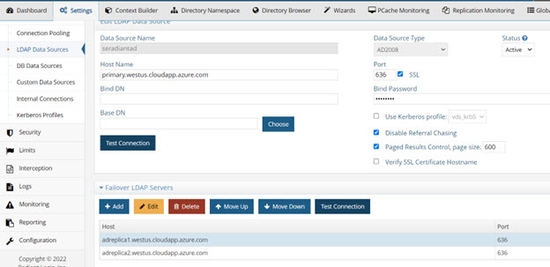 Dashboard
Settings
Context Builder
Directory Namespace
Directory Browser
Wizards
PCache Monitoring
Replication Monitoring
Connection Pooling
LDAP Data Sources
DB Data Sources
Custom Data Sources
Internal Connections
Kerberos Profiles
Security
Limits
Interception
Logs
Monitoring
Reporting
Configuration
Edit LDAP Data Source
Data Source Name
seradiantad
Data Source Type
AD2008
Status
Active
Host Name
primary.westus.cloudapp.azure.com
Port
636
SSL
Bind DN
Bind Password
••••••••
Base DN
Choose
Test Connection
Use Kerberos profile: vds_krb5
Disable Referral Chasing
Paged Results Control, page size: 600
Verify SSL Certificate Hostname
Failover LDAP Servers
+ Add
Edit
Delete
Move Up
Move Down
Test Connection
Host
Port
adreplica1.westus.cloudapp.azure.com
636
adreplica2.westus.cloudapp.azure.com
636
Copyright © 2022